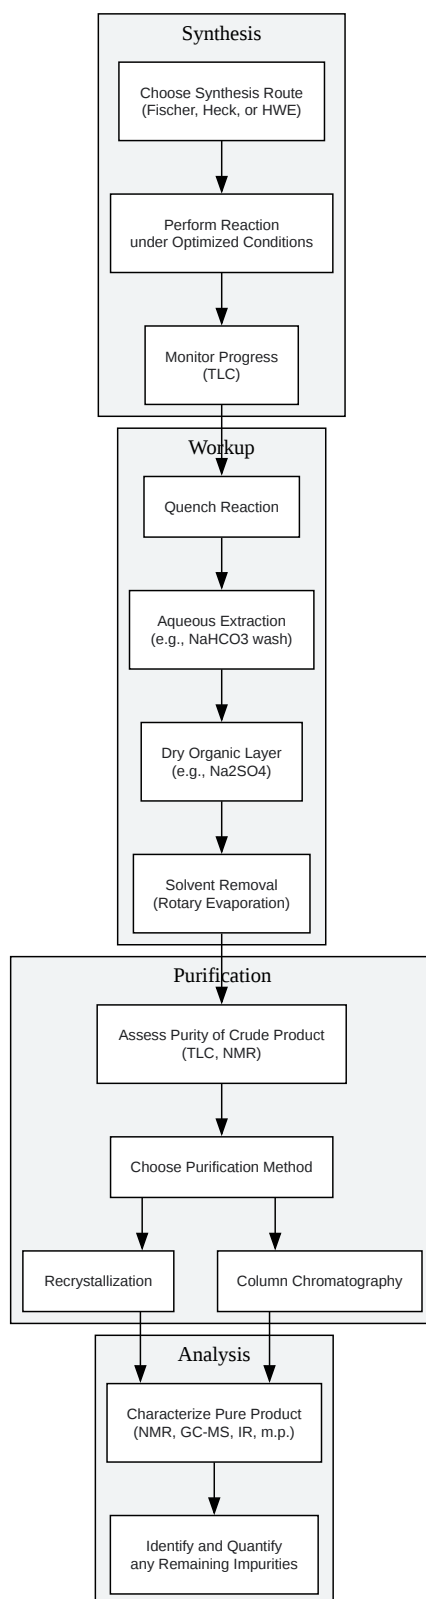 Synthesis
Choose Synthesis Route
(Fischer, Heck, or HWE)
Perform Reaction
under Optimized Conditions
Monitor Progress
(TLC)
Workup
Quench Reaction
Aqueous Extraction
(e.g., NaHCO3 wash)
Dry Organic Layer
(e.g., Na2SO4)
Solvent Removal
(Rotary Evaporation)
Purification
Assess Purity of Crude Product
(TLC, NMR)
Choose Purification Method
Recrystallization
Column Chromatography
Analysis
Characterize Pure Product
(NMR, GC-MS, IR, m.p.)
Identify and Quantify
any Remaining Impurities